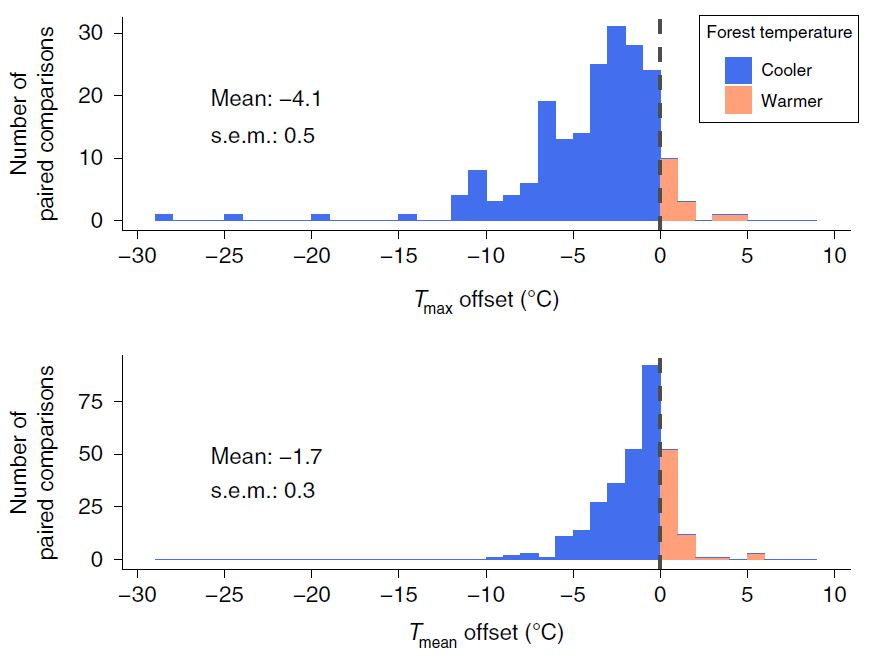 Number of
paired comparisons
30
20
10
0
Mean: −4.1
s.e.m.: 0.5
Forest temperature
Cooler
Warmer
−30 −25 −20 −15 −10 −5 0 5 10
Tmax offset (°C)
Number of
paired comparisons
75
50
25
0
Mean: −1.7
s.e.m.: 0.3
−30 −25 −20 −15 −10 −5 0 5 10
Tmean offset (°C)